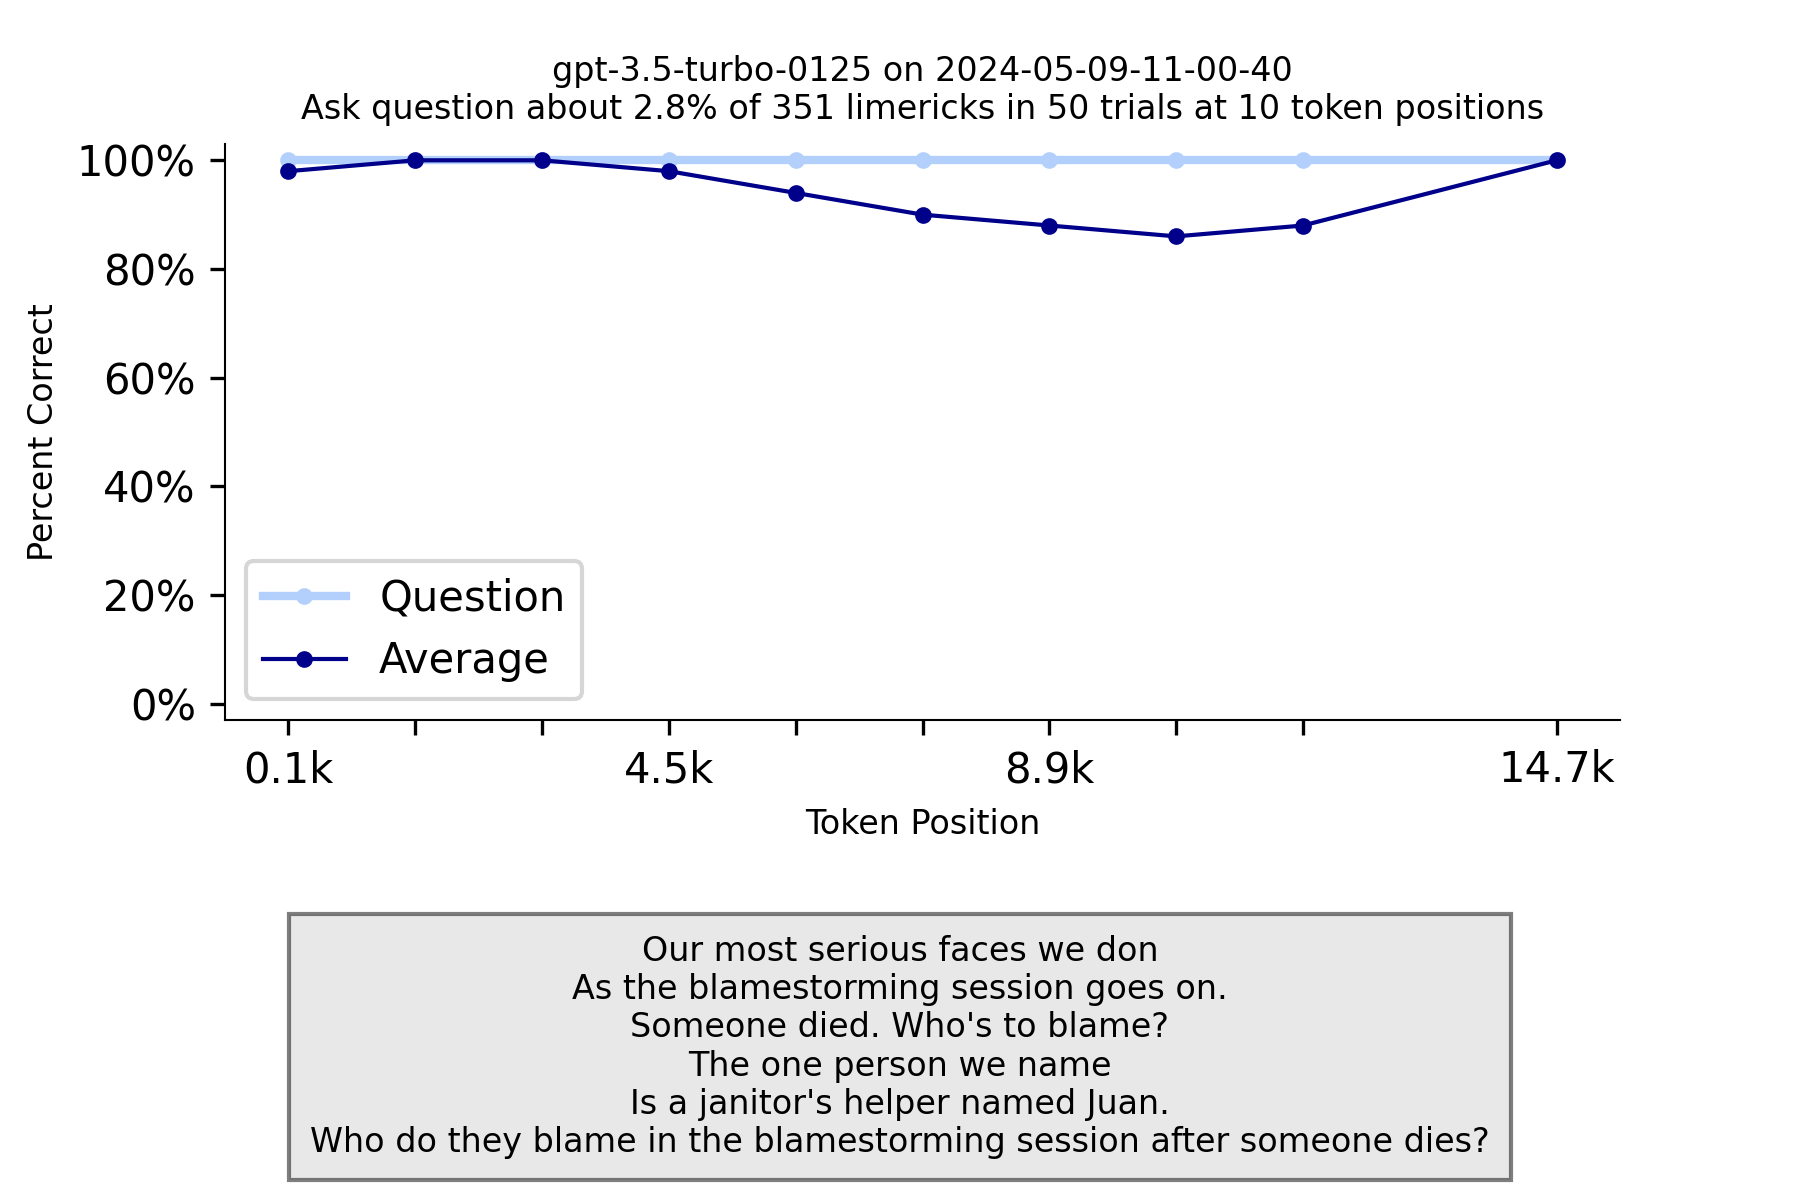 gpt-3.5-turbo-0125 on 2024-05-09-11-00-40
Ask question about 2.8% of 351 limericks in 50 trials at 10 token positions
100%
80%
60%
40%
20%
0%
Percent Correct
Question
Average
0.1k 4.5k 8.9k 14.7k
Token Position
Our most serious faces we don
As the blamestorming session goes on.
Someone died. Who's to blame?
The one person we name
Is a janitor's helper named Juan.
Who do they blame in the blamestorming session after someone dies?